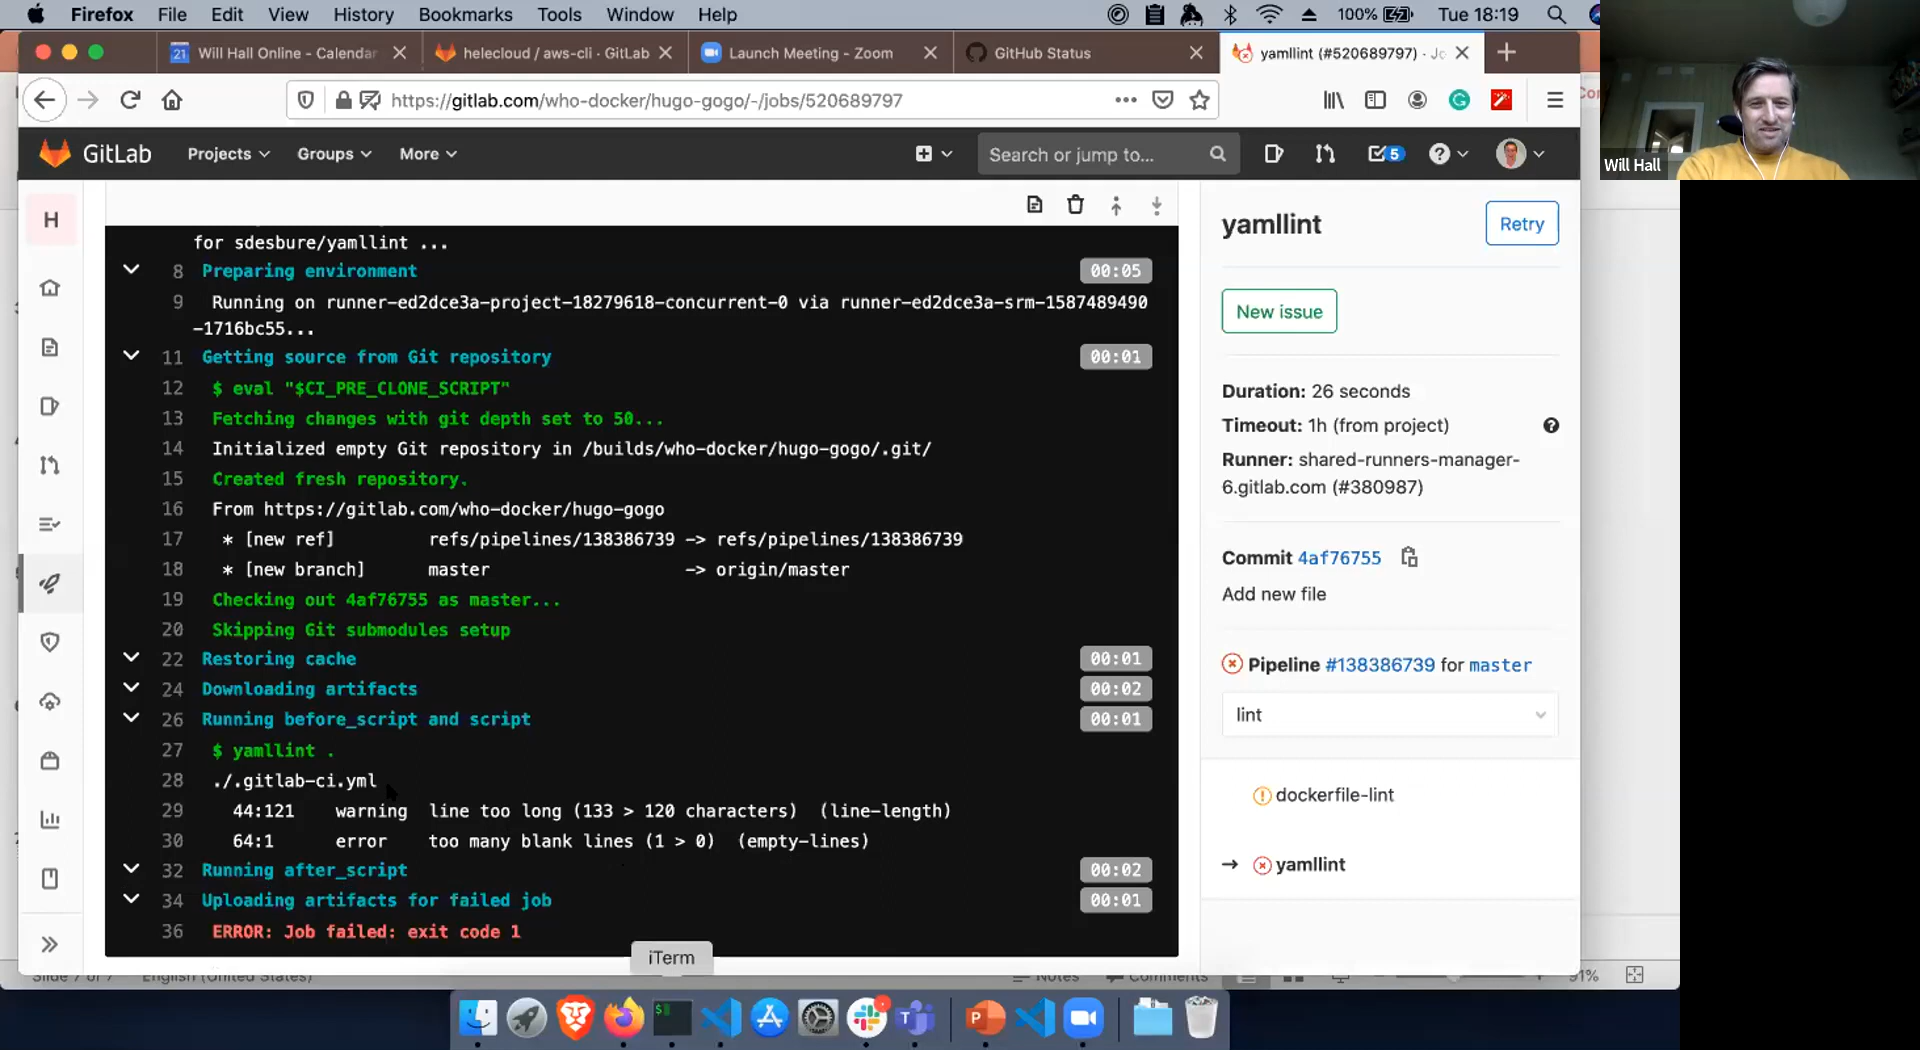 Firefox File Edit View History Bookmarks Tools Window Help 100% Tue 18:19
Will Hall Online - Calendar
helecloud / aws-cli · GitLab
Launch Meeting - Zoom
GitHub Status
yamllint (#520689797) · Jo
https://gitlab.com/who-docker/hugo-gogo/-/jobs/520689797
GitLab Projects Groups More Search or jump to... 5
Will Hall
H
for sdesbure/yamllint ...
8 Preparing environment 00:05
9 Running on runner-ed2dce3a-project-18279618-concurrent-0 via runner-ed2dce3a-srm-1587489490
-1716bc55...
11 Getting source from Git repository 00:01
12 $ eval "$CI_PRE_CLONE_SCRIPT"
13 Fetching changes with git depth set to 50...
14 Initialized empty Git repository in /builds/who-docker/hugo-gogo/.git/
15 Created fresh repository.
16 From https://gitlab.com/who-docker/hugo-gogo
17 * [new ref] refs/pipelines/138386739 -> refs/pipelines/138386739
18 * [new branch] master -> origin/master
19 Checking out 4af76755 as master...
20 Skipping Git submodules setup
22 Restoring cache 00:01
24 Downloading artifacts 00:02
26 Running before_script and script 00:01
27 $ yamllint .
28 ./.gitlab-ci.yml
29 44:121 warning line too long (133 > 120 characters) (line-length)
30 64:1 error too many blank lines (1 > 0) (empty-lines)
32 Running after_script 00:02
34 Uploading artifacts for failed job 00:01
36 ERROR: Job failed: exit code 1
yamllint
Retry
New issue
Duration: 26 seconds
Timeout: 1h (from project)
Runner: shared-runners-manager-
6.gitlab.com (#380987)
Commit 4af76755
Add new file
Pipeline #138386739 for master
lint
dockerfile-lint
→ yamllint
iTerm
Slide 7 of 7 English (United States) Notes Comments 91%